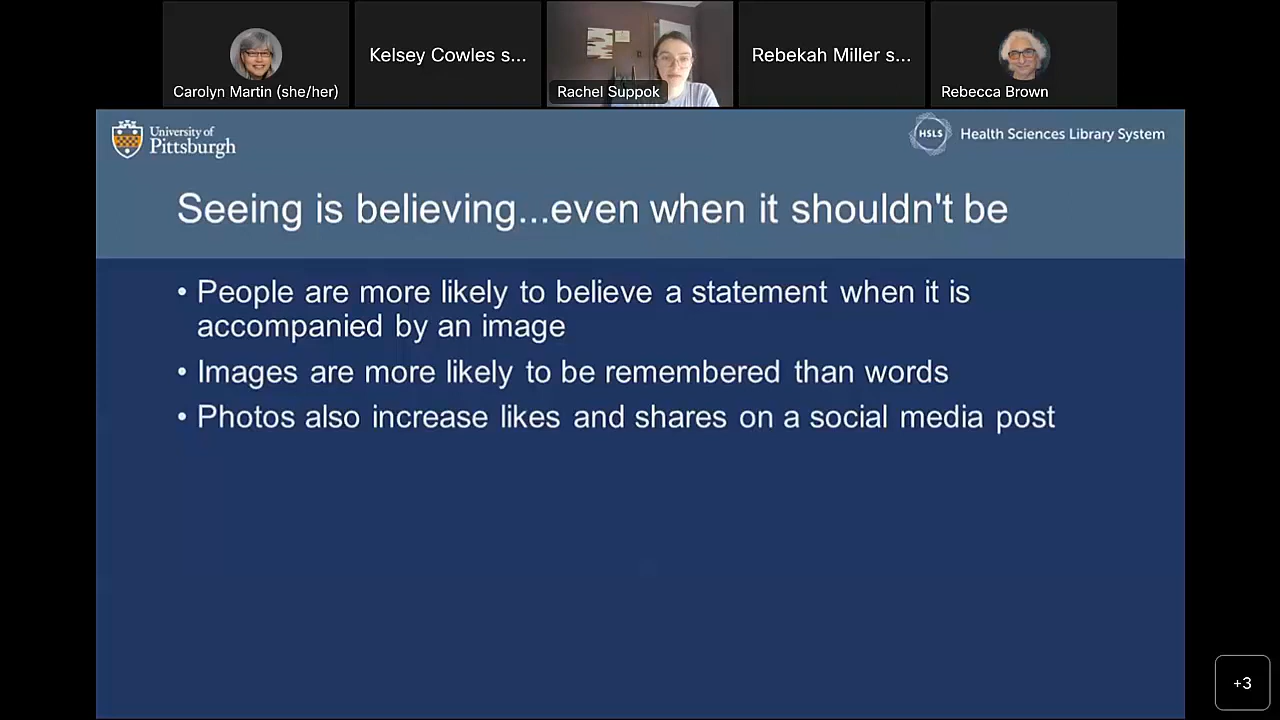 Carolyn Martin (she/her)
Kelsey Cowles s...
Rachel Suppok
Rebekah Miller s...
Rebecca Brown
University of
Pittsburgh
HSLS
Health Sciences Library System
Seeing is believing...even when it shouldn't be
• People are more likely to believe a statement when it is
accompanied by an image
• Images are more likely to be remembered than words
• Photos also increase likes and shares on a social media post
+3